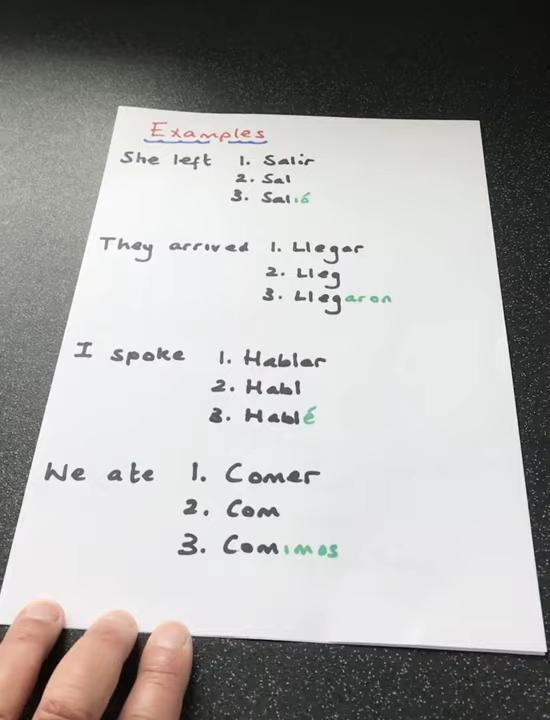 Examples
She left 1. Salir
2. Sal
3. Salió
They arrived 1. Llegar
2. Lleg
3. Llegaron
I spoke 1. Hablar
2. Habl
3. Hablé
We ate 1. Comer
2. Com
3. Comimos